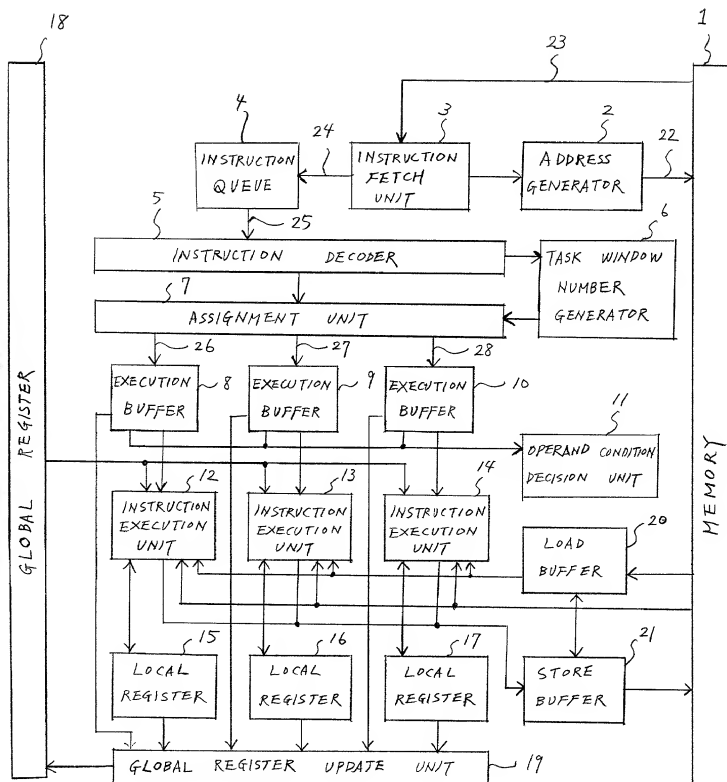 18
1
23
4
24
3
2
22
INSTRUCTION
QUEUE
INSTRUCTION
FETCH
UNIT
ADDRESS
GENERATOR
5
25
6
INSTRUCTION DECODER
TASK WINDOW
NUMBER
GENERATOR
7
ASSIGNMENT UNIT
26
27
28
8
9
10
EXECUTION
BUFFER
EXECUTION
BUFFER
EXECUTION
BUFFER
11
OPERAND CONDITION
DECISION UNIT
GLOBAL REGISTER
MEMORY
12
13
14
INSTRUCTION
EXECUTION
UNIT
INSTRUCTION
EXECUTION
UNIT
INSTRUCTION
EXECUTION
UNIT
20
LOAD
BUFFER
15
16
17
21
LOCAL
REGISTER
LOCAL
REGISTER
LOCAL
REGISTER
STORE
BUFFER
GLOBAL REGISTER UPDATE UNIT
19